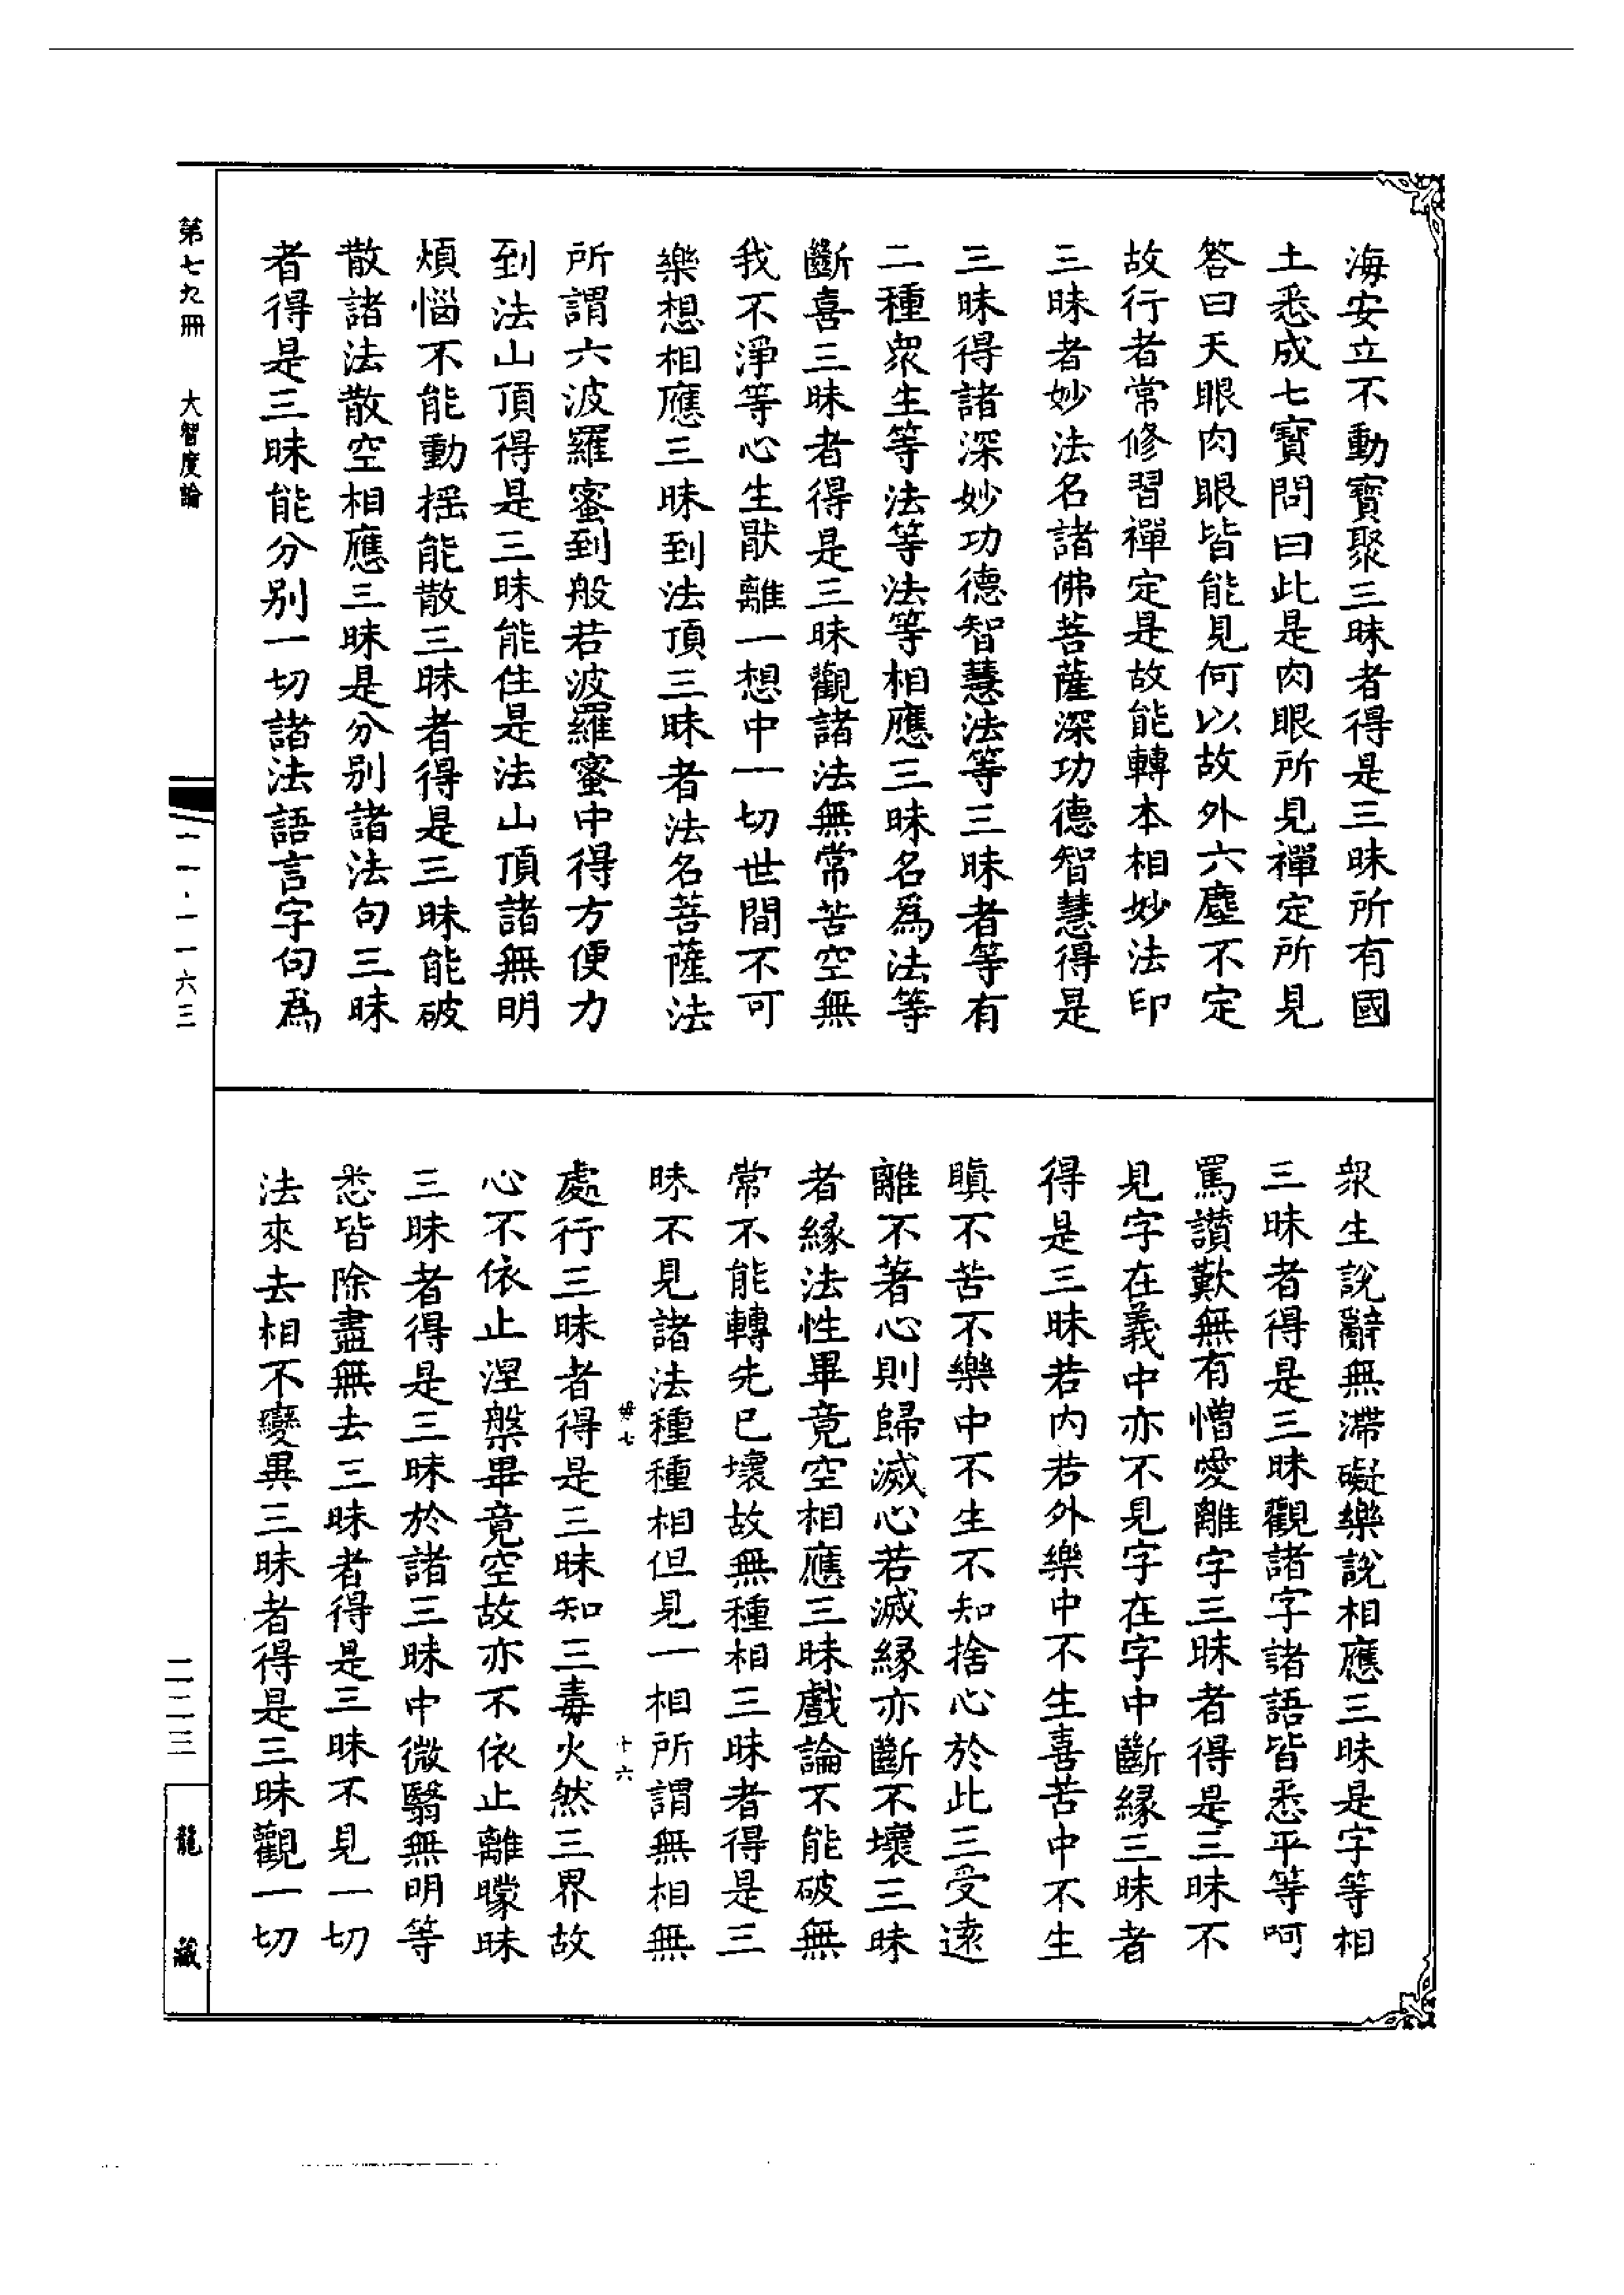 海安立不動寶聚三昧者得是三昧所有國
土悉成七寶問曰此是肉眼所見禪定所見
答曰天眼肉眼皆能見何以故外六塵不定
故行者常修習禪定是故能轉本相妙法印
三昧者妙法名諸佛菩薩深功德智慧得是
三昧得諸深妙功德智慧法等三昧者等有
二種衆生等法等法等相應三昧名爲法等
斷喜三昧者得是三昧觀諸法無常苦空無
我不淨等心生猒離一想中一切世間不可
樂想相應三昧到法頂三昧者法名菩薩法
所謂六波羅蜜到般若波羅蜜中得方便力
到法山頂得是三昧能住是法山頂諸無明
煩惱不能動揺能散三昧者得是三昧能破
散諸法散空相應三昧是分別諸法句三昧
者得是三昧能分別一切諸法語言字句爲
衆生說辭無滯礙樂說相應三昧是字等相
三昧者得是三昧觀諸字諸語皆悉平等呵
罵讚歎無有憎愛離字三昧者得是三昧不
見字在義中亦不見字在字中斷緣三昧者
得是三昧若內若外樂中不生喜苦中不生
瞋不苦不樂中不生不知捨心於此三受遠
離不著心則歸滅心若滅緣亦斷不壞三昧
者緣法性畢竟空相應三昧戲論不能破無
常不能轉先已壞故無種相三昧者得是三
昧不見諸法種種相但見一相所謂無相無
毋七 十六
處行三昧者得是三昧知三毒火然三界故
心不依止涅槃畢竟空故亦不依止離曚昧
三昧者得是三昧於諸三昧中微翳無明等
悉皆除盡無去三昧者得是三昧不見一切
法來去相不變異三昧者得是三昧觀一切
第七九冊 大智度論
一一·一一六三
二二三
龍藏